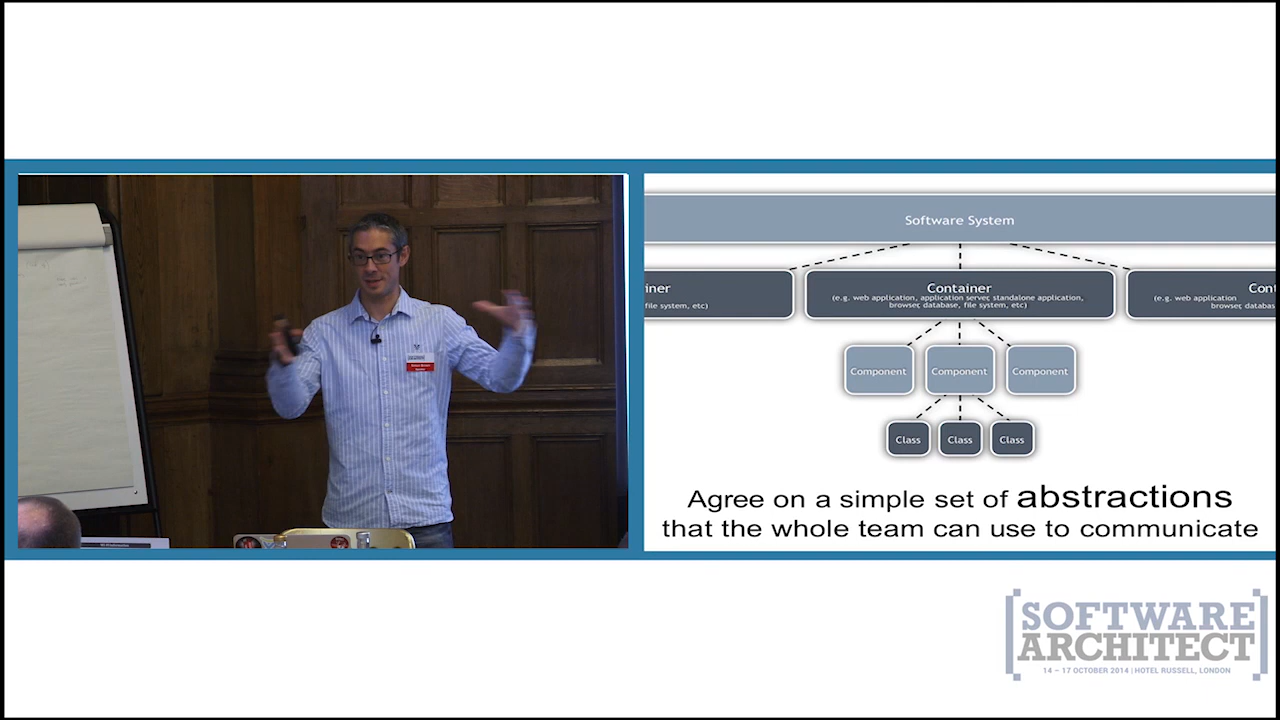 Software System
iner
file system, etc)
Container
(e.g. web application, application server, standalone application,
browser, database, file system, etc)
Cont
(e.g. web application
browser, databas
Component
Component
Component
Class
Class
Class
Agree on a simple set of abstractions
that the whole team can use to communicate
[SOFTWARE
ARCHITECT]
14 – 17 OCTOBER 2014 | HOTEL RUSSELL, LONDON